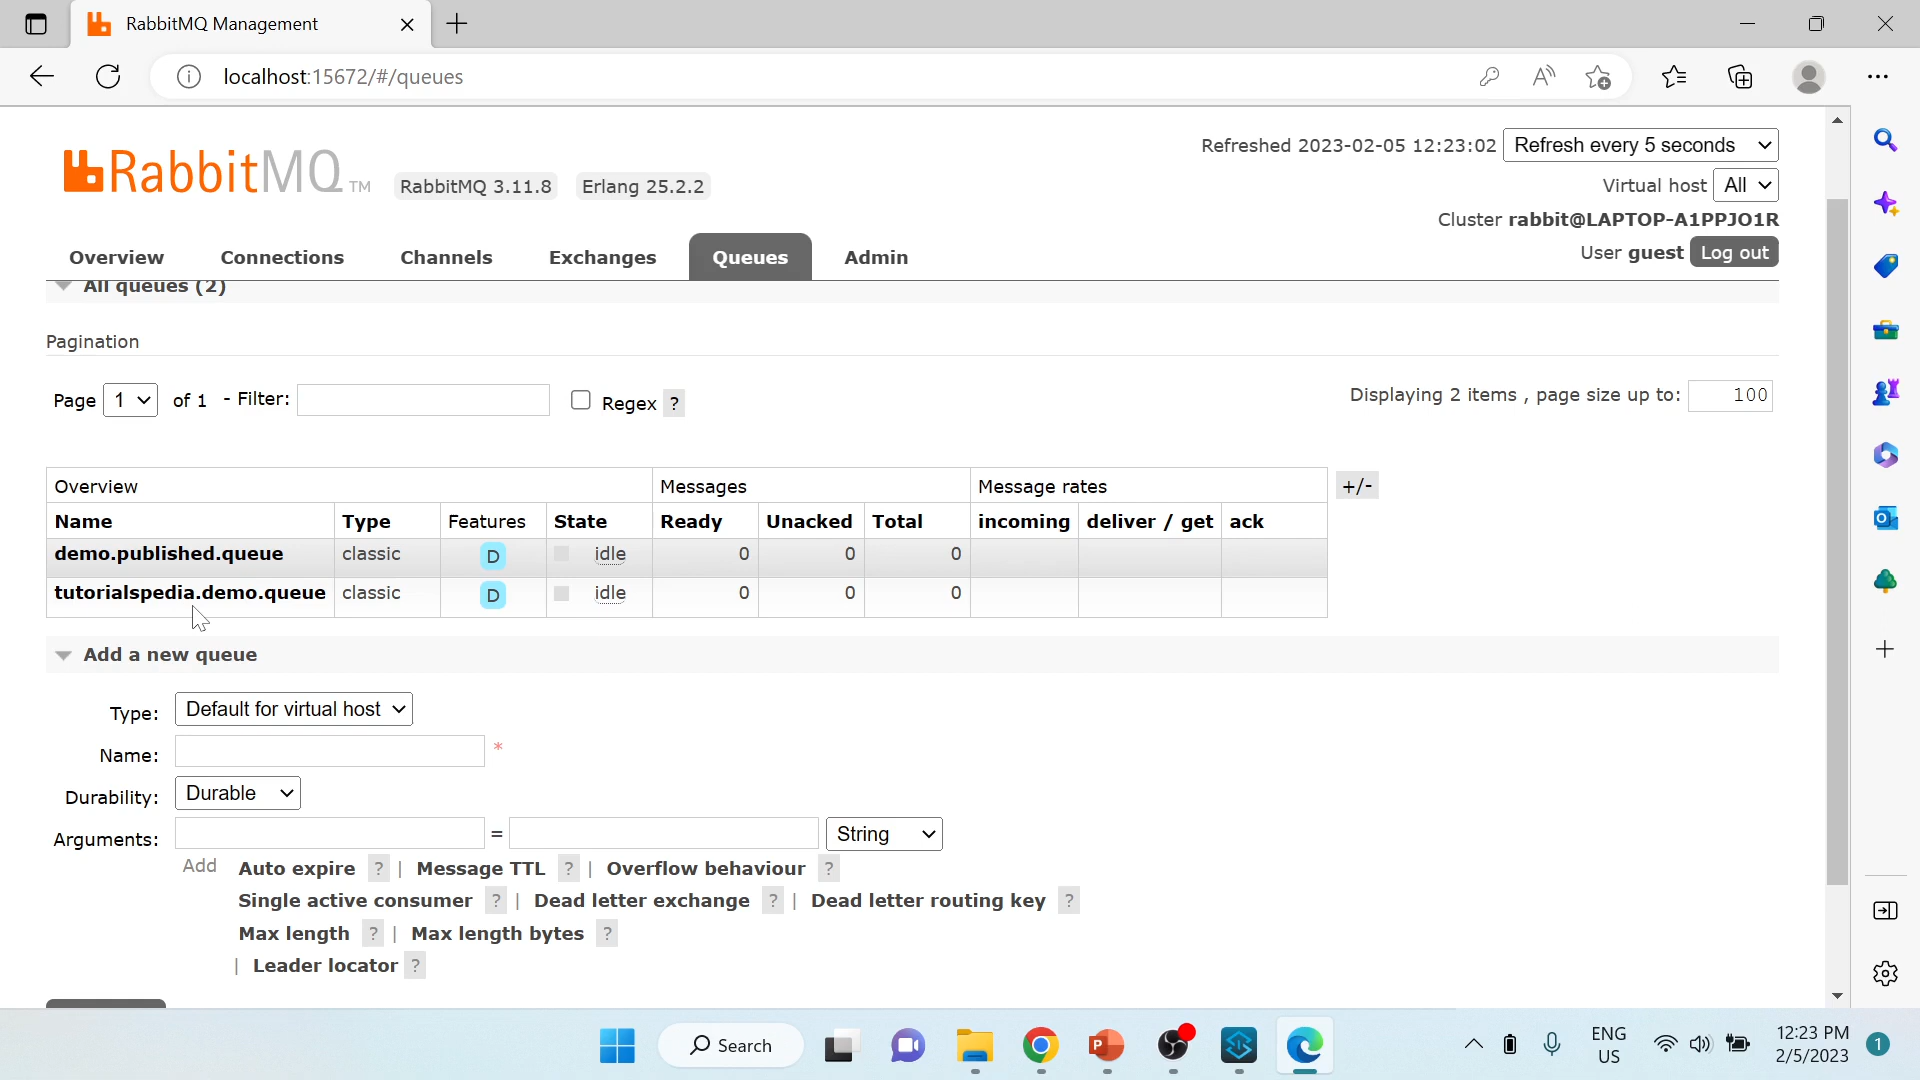 RabbitMQ Management
localhost:15672/#/queues
Refreshed 2023-02-05 12:23:02 Refresh every 5 seconds
RabbitMQ TM RabbitMQ 3.11.8 Erlang 25.2.2
Virtual host All
Cluster rabbit@LAPTOP-A1PPJO1R
User guest Log out
Overview Connections Channels Exchanges Queues Admin
All queues (2)
Pagination
Page 1 of 1 - Filter: Regex ? Displaying 2 items , page size up to: 100
Overview Messages Message rates +/-
Name Type Features State Ready Unacked Total incoming deliver / get ack
demo.published.queue classic D idle 0 0 0
tutorialspedia.demo.queue classic D idle 0 0 0
Add a new queue
Type: Default for virtual host
Name: *
Durability: Durable
Arguments: = String
Add Auto expire ? | Message TTL ? | Overflow behaviour ?
Single active consumer ? | Dead letter exchange ? | Dead letter routing key ?
Max length ? | Max length bytes ?
| Leader locator ?
Search
ENG
US
12:23 PM
2/5/2023
1